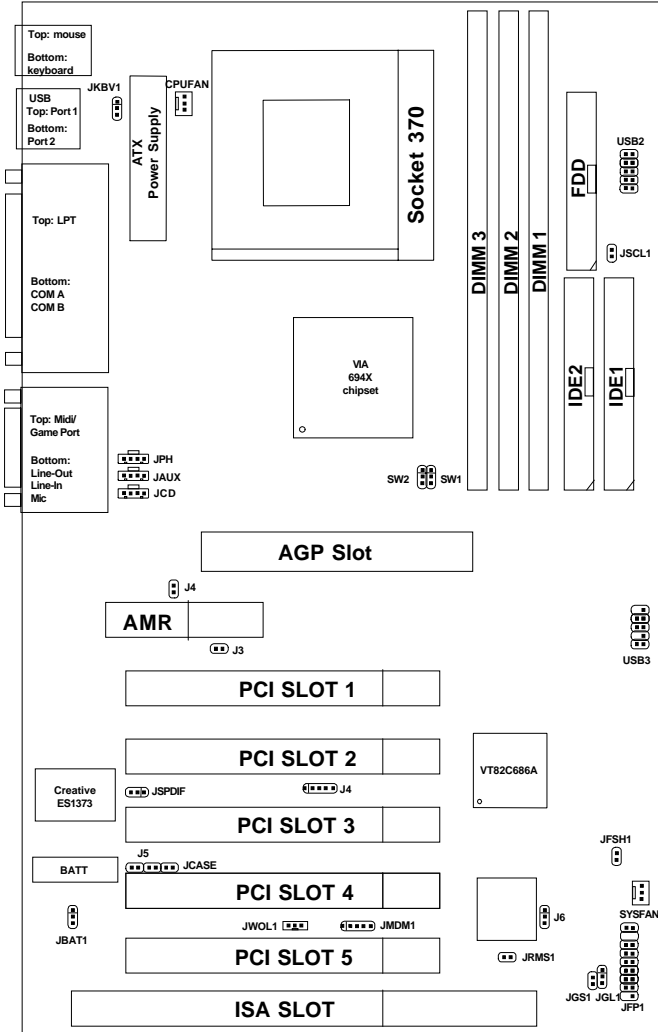 Top: mouse
Bottom:
keyboard
JKBV1
CPUFAN
USB
Top: Port 1
Bottom:
Port 2
ATX
Power Supply
Socket 370
DIMM 3
DIMM 2
DIMM 1
FDD
USB2
JSCL1
Top: LPT
Bottom:
COM A
COM B
VIA
694X
chipset
IDE2
IDE1
Top: Midi/
Game Port
Bottom:
Line-Out
Line-In
Mic
JPH
JAUX
JCD
SW2
SW1
AGP Slot
J4
AMR
J3
USB3
PCI SLOT 1
PCI SLOT 2
VT82C686A
Creative
ES1373
JSPDIF
J4
PCI SLOT 3
JFSH1
J5
JCASE
BATT
PCI SLOT 4
SYSFAN
JBAT1
JWOL1
JMDM1
J6
PCI SLOT 5
JRMS1
JGS1
JGL1
JFP1
ISA SLOT